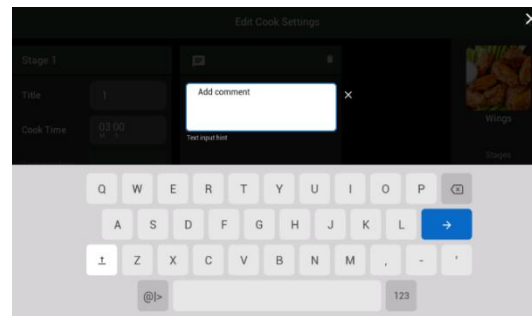 Edit Cook Settings
Stage 1
Title
1
Add comment
Text input hint
Cook Time
03:00
M S
Wings
Stages
Q W E R T Y U I O P
A S D F G H J K L
Z X C V B N M , - '
@|> 123